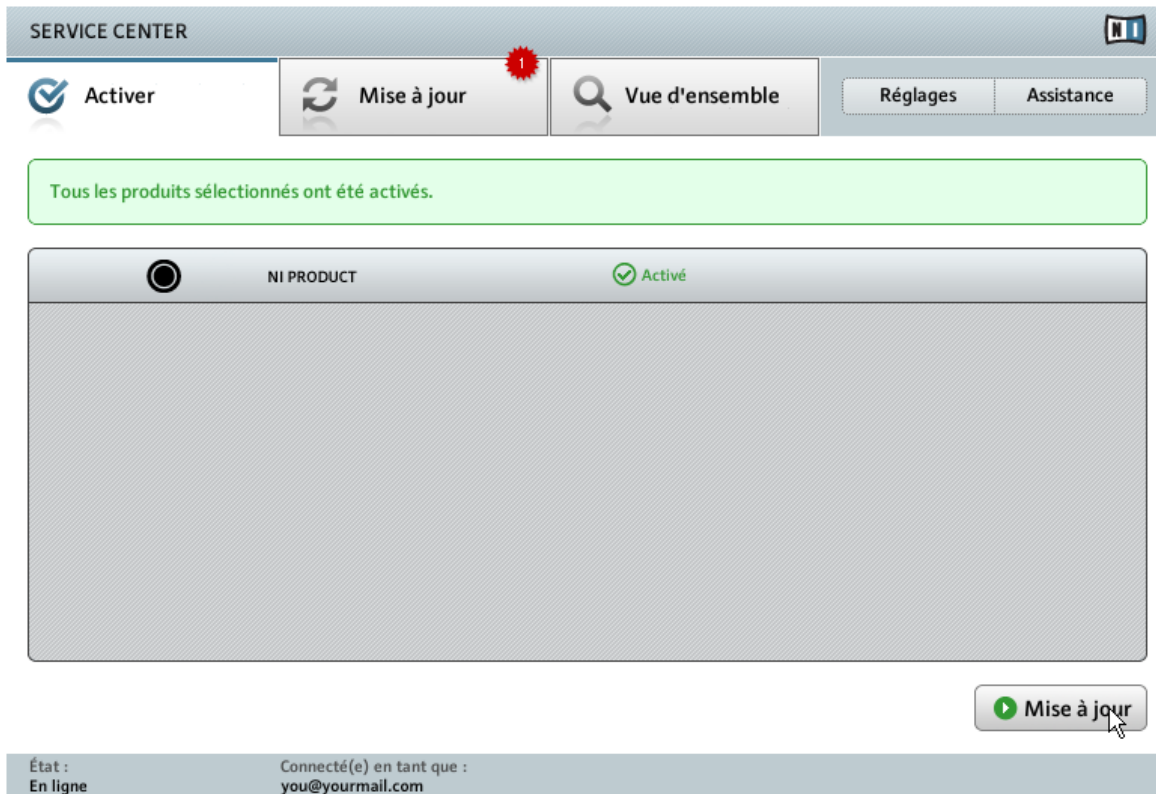 SERVICE CENTER
NI
Activer
Mise à jour
1
Vue d'ensemble
Réglages
Assistance
Tous les produits sélectionnés ont été activés.
NI PRODUCT
Activé
Mise à jour
État :
En ligne
Connecté(e) en tant que :
you@yourmail.com